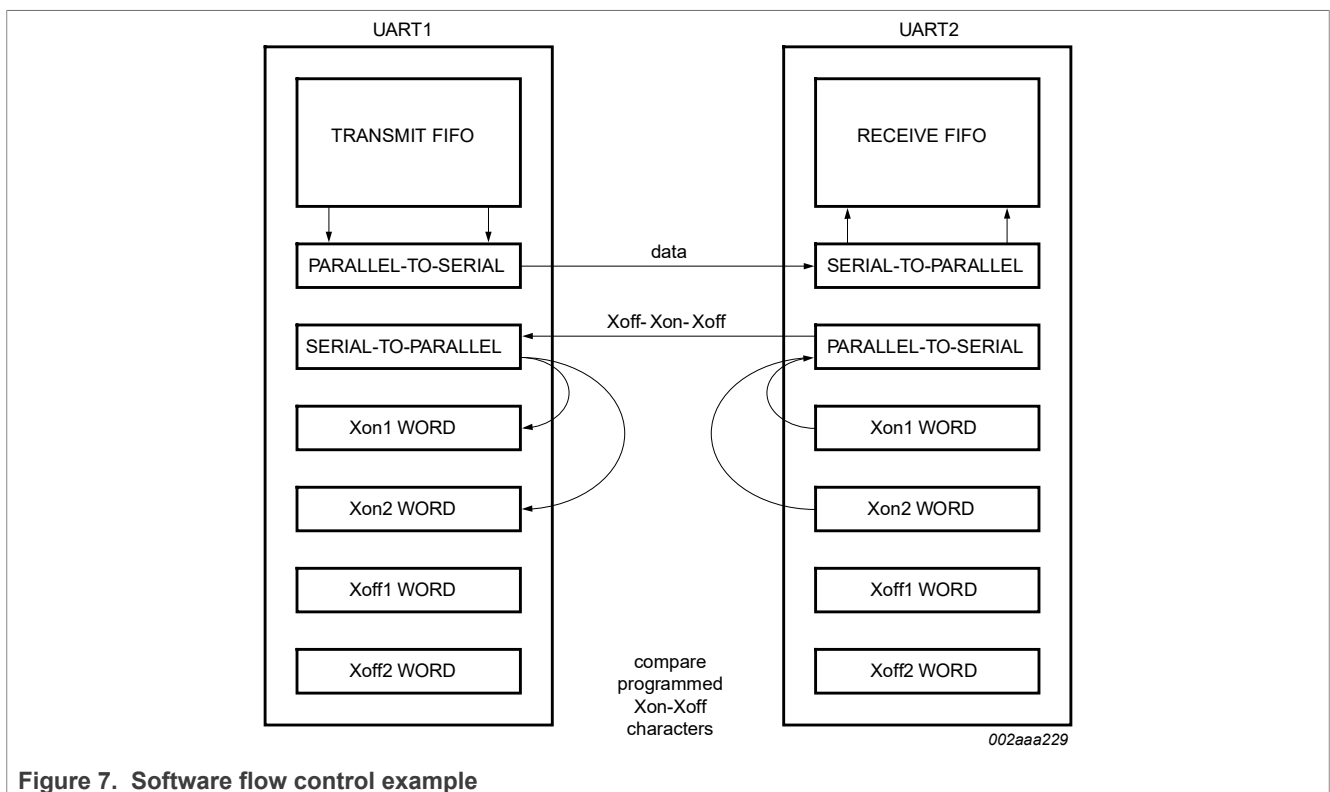 UART1
UART2
TRANSMIT FIFO
RECEIVE FIFO
PARALLEL-TO-SERIAL
data
SERIAL-TO-PARALLEL
Xoff- Xon- Xoff
SERIAL-TO-PARALLEL
PARALLEL-TO-SERIAL
Xon1 WORD
Xon1 WORD
Xon2 WORD
Xon2 WORD
Xoff1 WORD
Xoff1 WORD
Xoff2 WORD
Xoff2 WORD
compare
programmed
Xon-Xoff
characters
002aaa229
Figure 7. Software flow control example